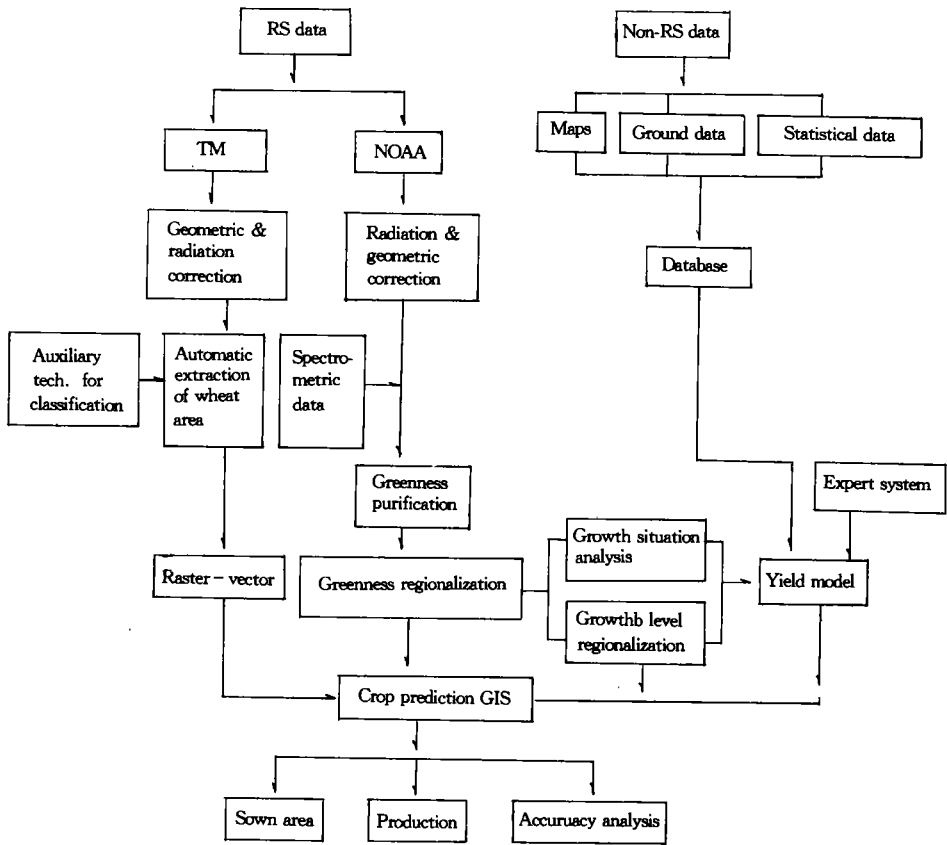 RS data
Non-RS data
TM
NOAA
Maps
Ground data
Statistical data
Geometric &
radiation
correction
Radiation &
geometric
correction
Database
Auxiliary
tech. for
classification
Automatic
extraction
of wheat
area
Spectro-
metric
data
Greenness
purification
Expert system
Growth situation
analysis
Raster-vector
Greenness regionalization
Yield model
Growthb level
regionalization
Crop prediction GIS
Sown area
Production
Accuruacy analysis